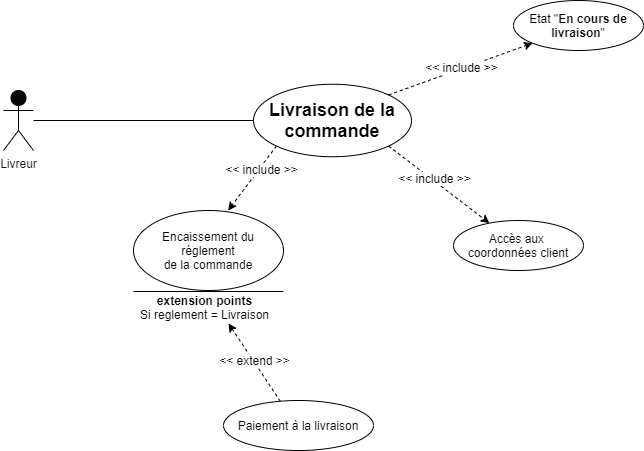 Etat "En cours de
livraison"
<< include >>
Livraison de la
commande
Livreur
<< include >>
<< include >>
Encaissement du
réglement
de la commande
Accès aux
coordonnées client
extension points
Si reglement = Livraison
<< extend >>
Paiement à la livraison